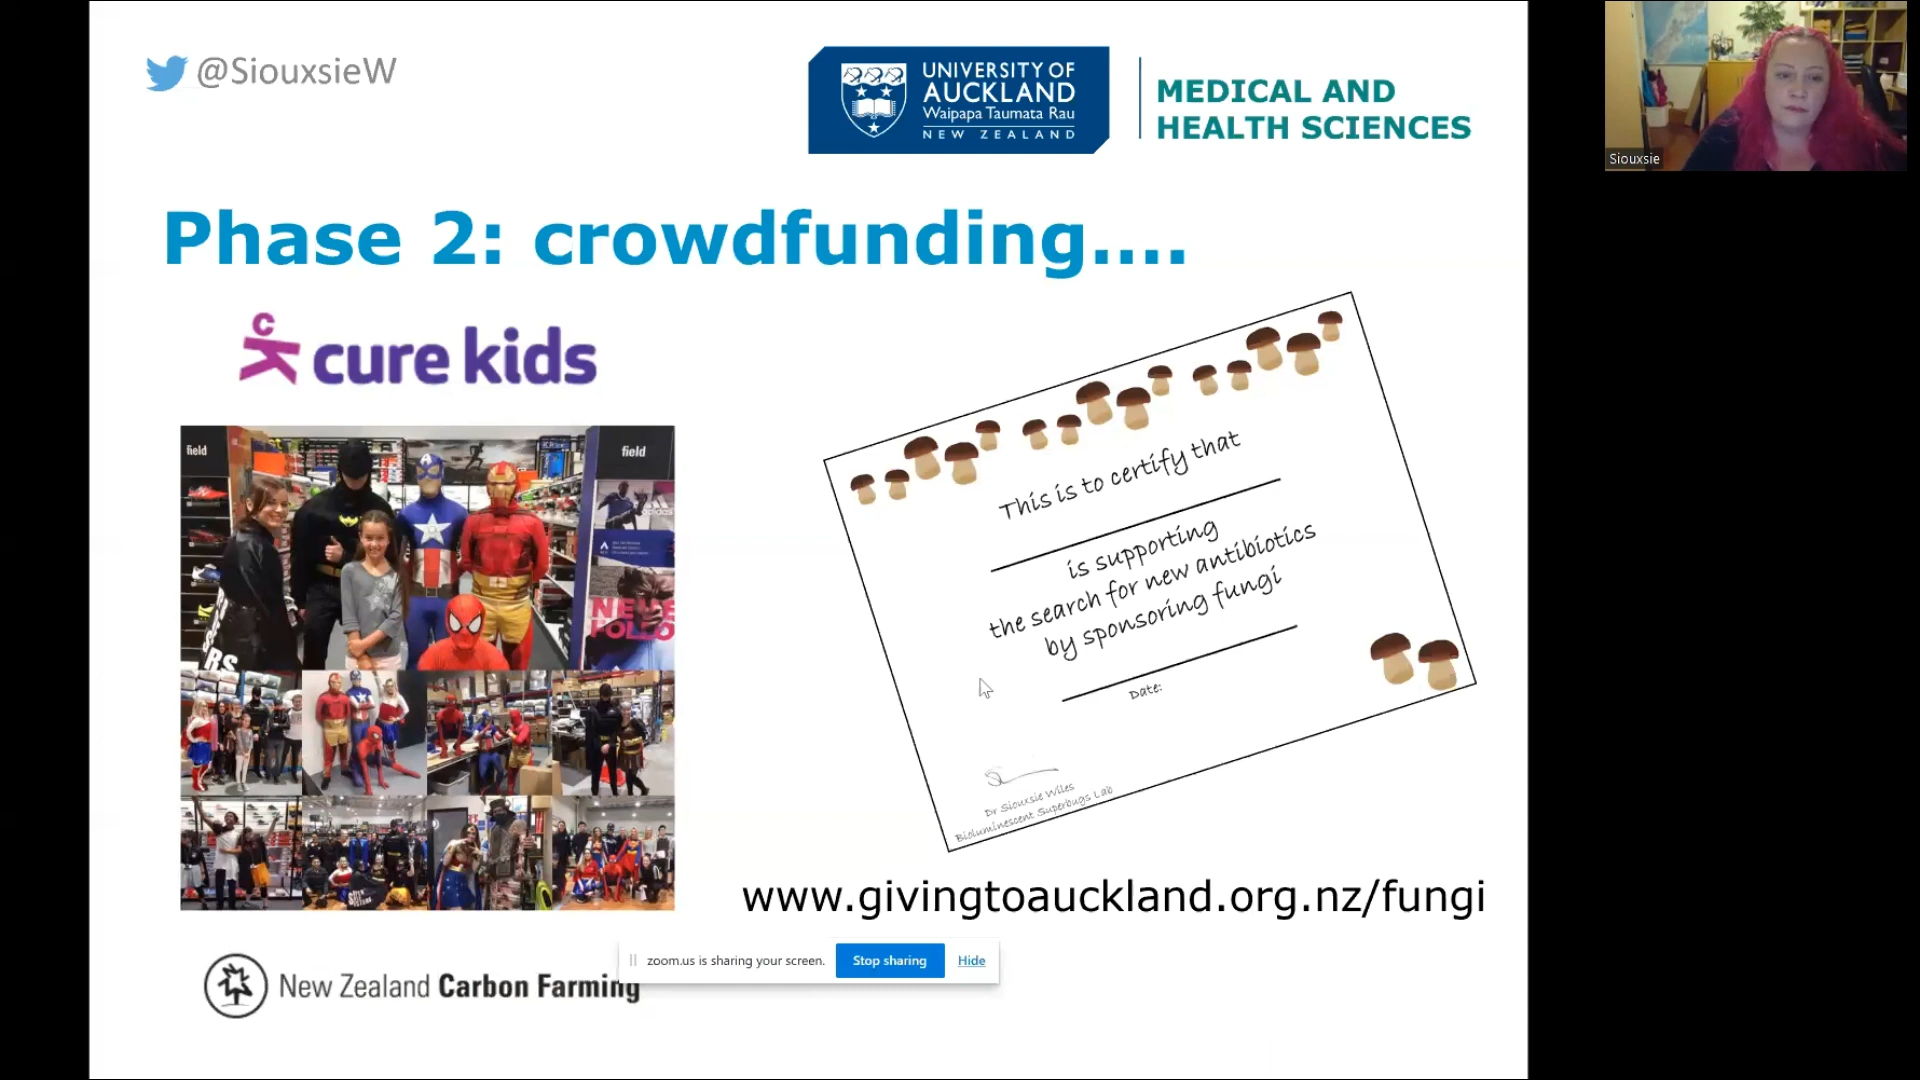 @SiouxsieW
UNIVERSITY OF
AUCKLAND
Waipapa Taumata Rau
NEW ZEALAND
MEDICAL AND
HEALTH SCIENCES
Siouxsie
Phase 2: crowdfunding....
cure kids
field
field
This is to certify that
is supporting
the search for new antibiotics
by sponsoring fungi
Date:
Dr Siouxsie Wiles
Bioluminescent Superbugs Lab
www.givingtoauckland.org.nz/fungi
zoom.us is sharing your screen.
Stop sharing
Hide
New Zealand Carbon Farming